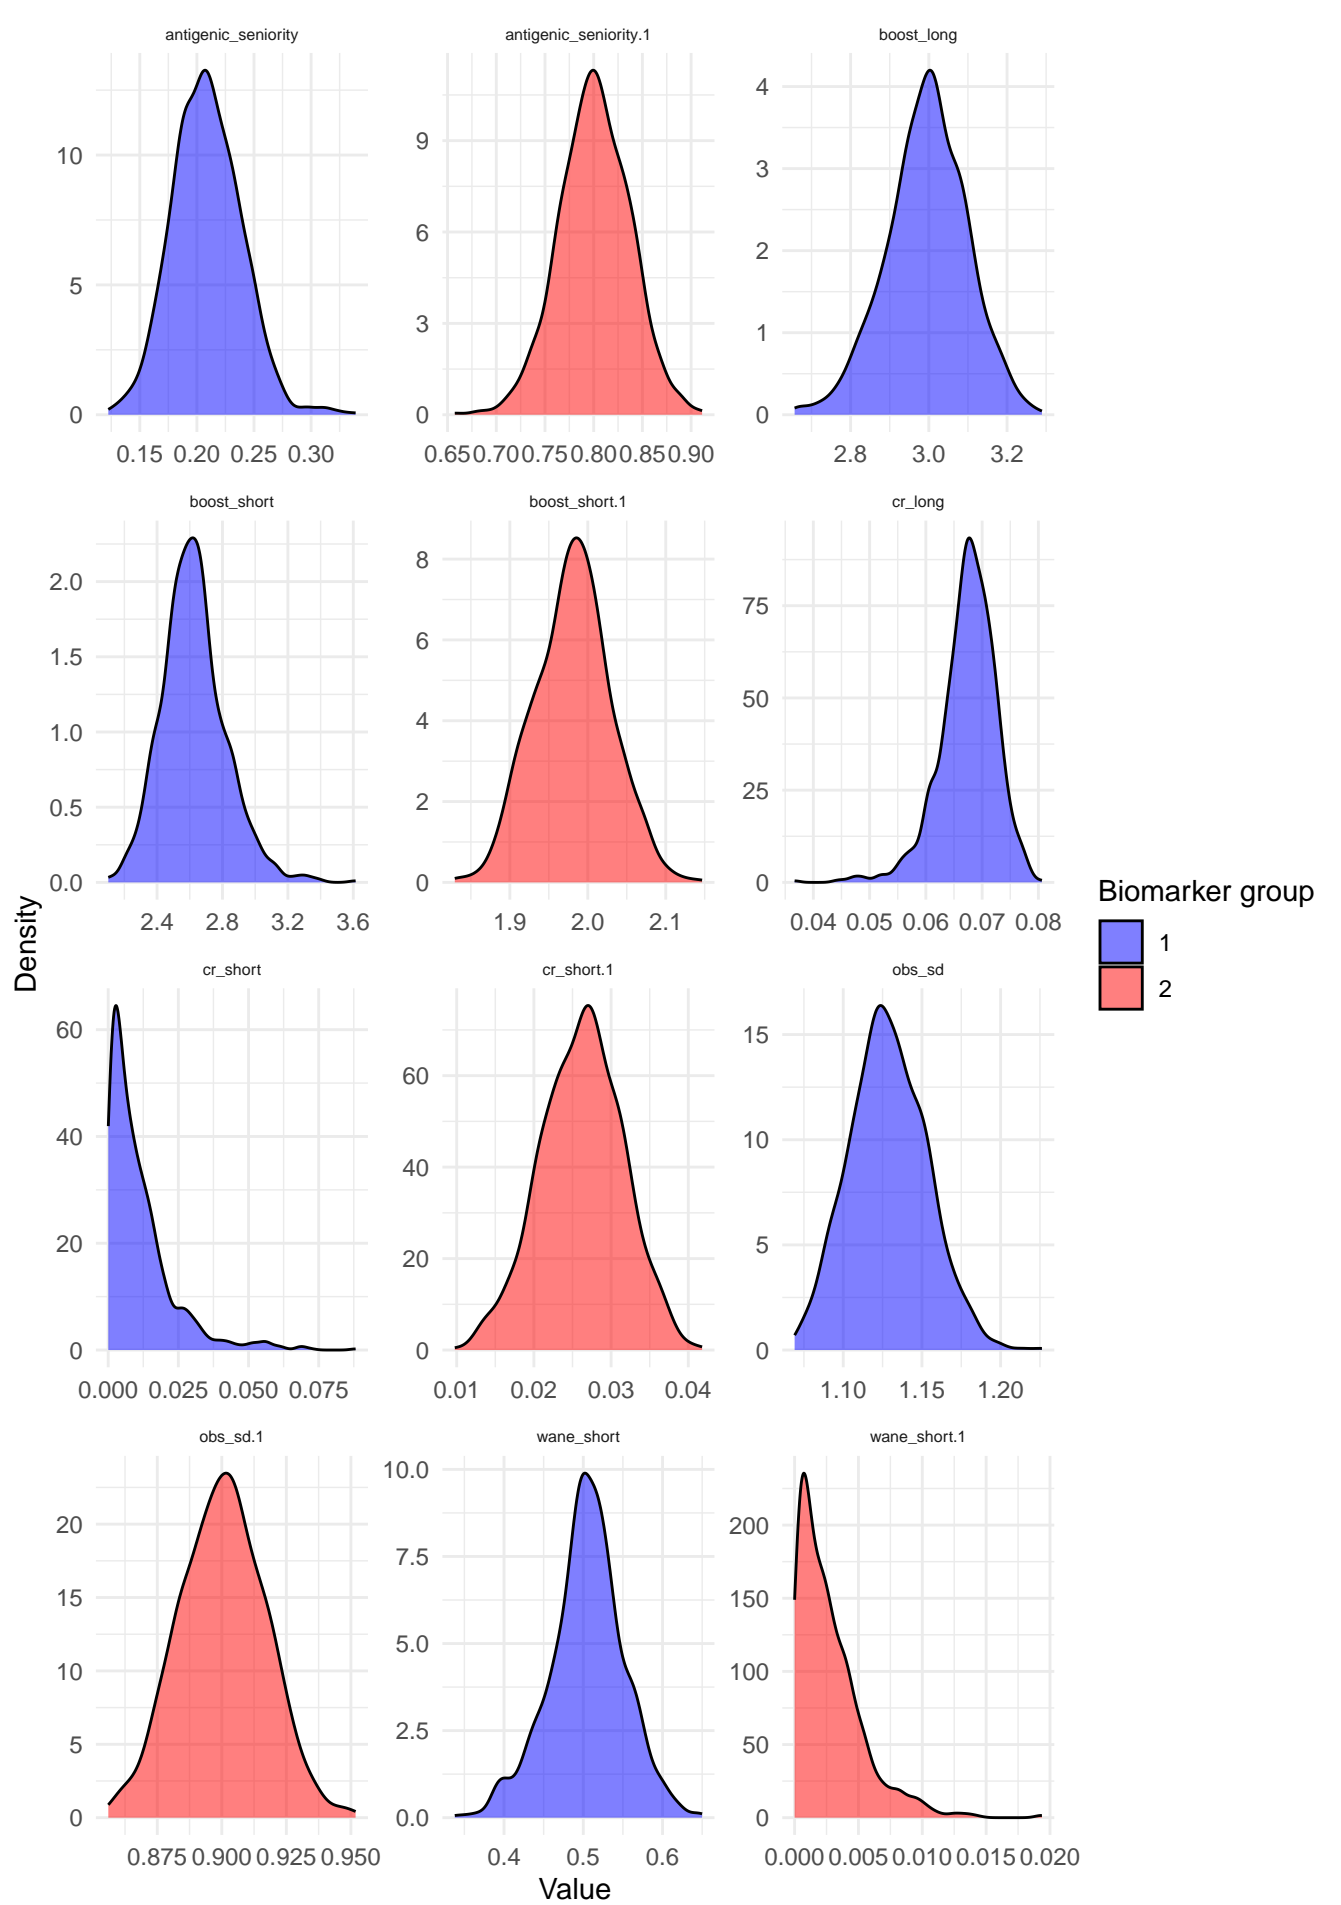 antigenic_seniority
antigenic_seniority.1
boost_long
10
5
0
0.15 0.20 0.25 0.30
9
6
3
0
0.65 0.70 0.75 0.80 0.85 0.90
4
3
2
1
0
2.8 3.0 3.2
boost_short
boost_short.1
cr_long
2.0
1.5
1.0
0.5
0.0
2.4 2.8 3.2 3.6
8
6
4
2
0
1.9 2.0 2.1
75
50
25
0
0.04 0.05 0.06 0.07 0.08
cr_short
cr_short.1
obs_sd
60
40
20
0
0.000 0.025 0.050 0.075
60
40
20
0
0.01 0.02 0.03 0.04
15
10
5
0
1.10 1.15 1.20
obs_sd.1
wane_short
wane_short.1
20
15
10
5
0
0.875 0.900 0.925 0.950
10.0
7.5
5.0
2.5
0.0
0.4 0.5 0.6
200
150
100
50
0
0.000 0.005 0.010 0.015 0.020
Density
Value
Biomarker group
1
2